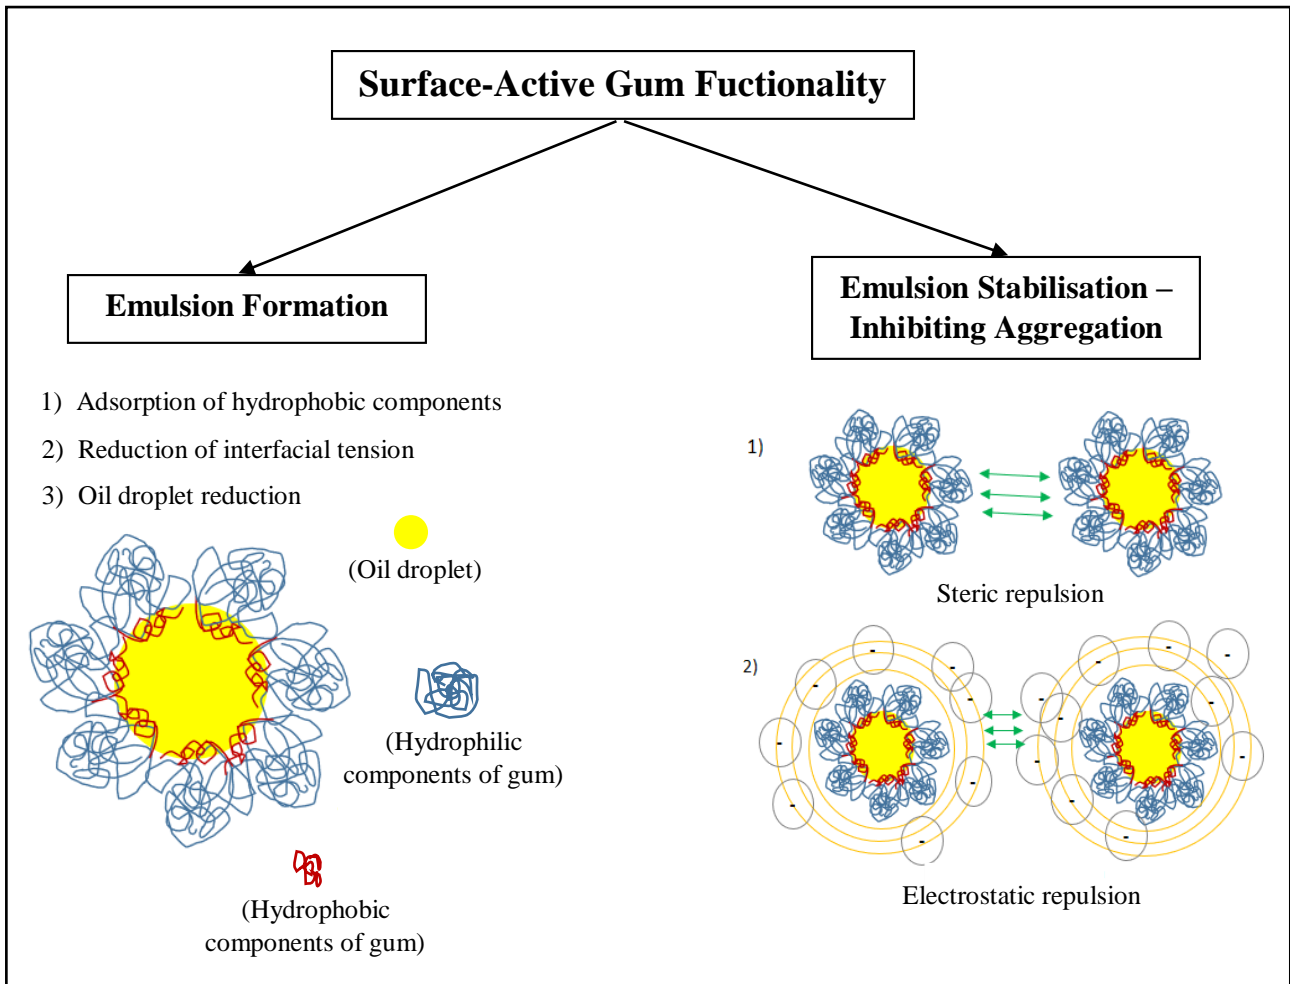 Surface-Active Gum Fuctionality
Emulsion Formation
1) Adsorption of hydrophobic components
2) Reduction of interfacial tension
3) Oil droplet reduction
(Oil droplet)
(Hydrophilic
components of gum)
(Hydrophobic
components of gum)
Emulsion Stabilisation –
Inhibiting Aggregation
1)
Steric repulsion
2)
- - - - - - - - -
- - - - - - - - - - -
Electrostatic repulsion